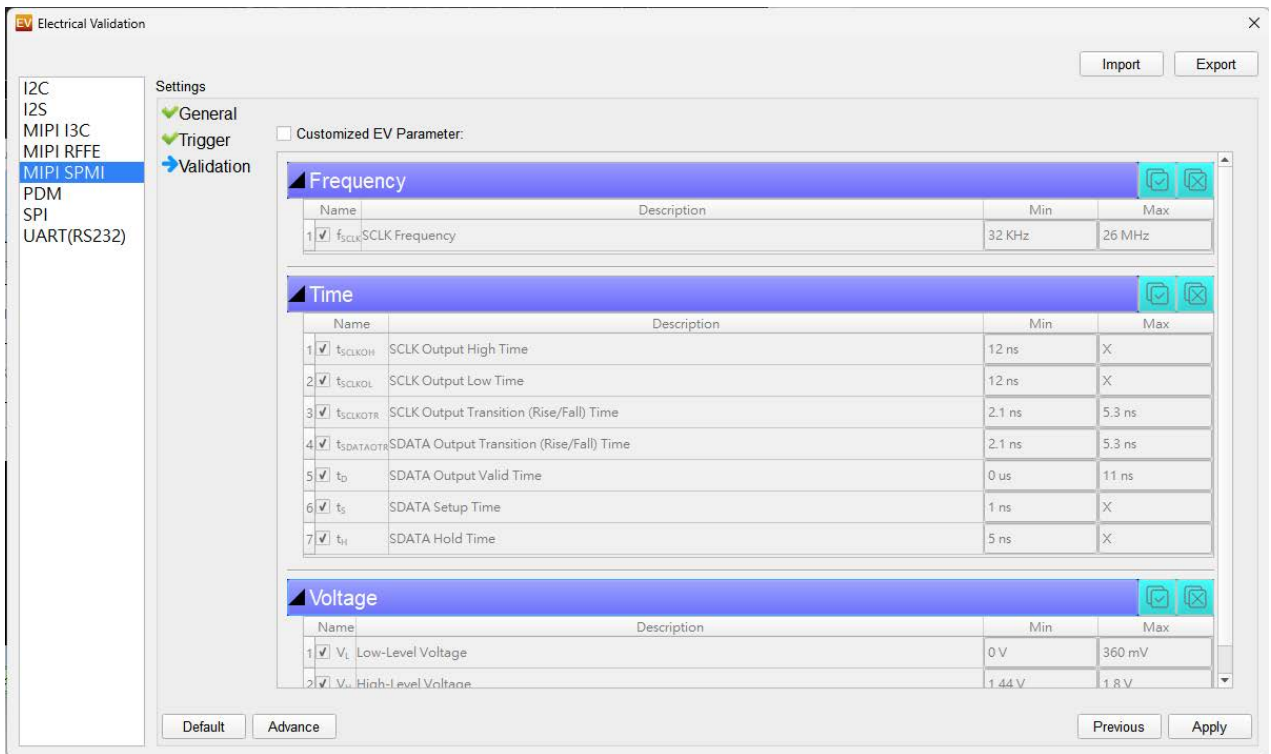 EV Electrical Validation
Import Export
I2C
I2S
MIPI I3C
MIPI RFFE
MIPI SPMI
PDM
SPI
UART(RS232)
Settings
General
Trigger
Validation
Customized EV Parameter:
Frequency
Name Description Min Max
1 fSCLK SCLK Frequency 32 KHz 26 MHz
Time
Name Description Min Max
1 tSCLKOH SCLK Output High Time 12 ns X
2 tSCLKOL SCLK Output Low Time 12 ns X
3 tSCLKOTR SCLK Output Transition (Rise/Fall) Time 2.1 ns 5.3 ns
4 tSDATAOTR SDATA Output Transition (Rise/Fall) Time 2.1 ns 5.3 ns
5 tD SDATA Output Valid Time 0 us 11 ns
6 tS SDATA Setup Time 1 ns X
7 tH SDATA Hold Time 5 ns X
Voltage
Name Description Min Max
1 VL Low-Level Voltage 0 V 360 mV
2 VH High-Level Voltage 1.44 V 1.8 V
Default Advance Previous Apply